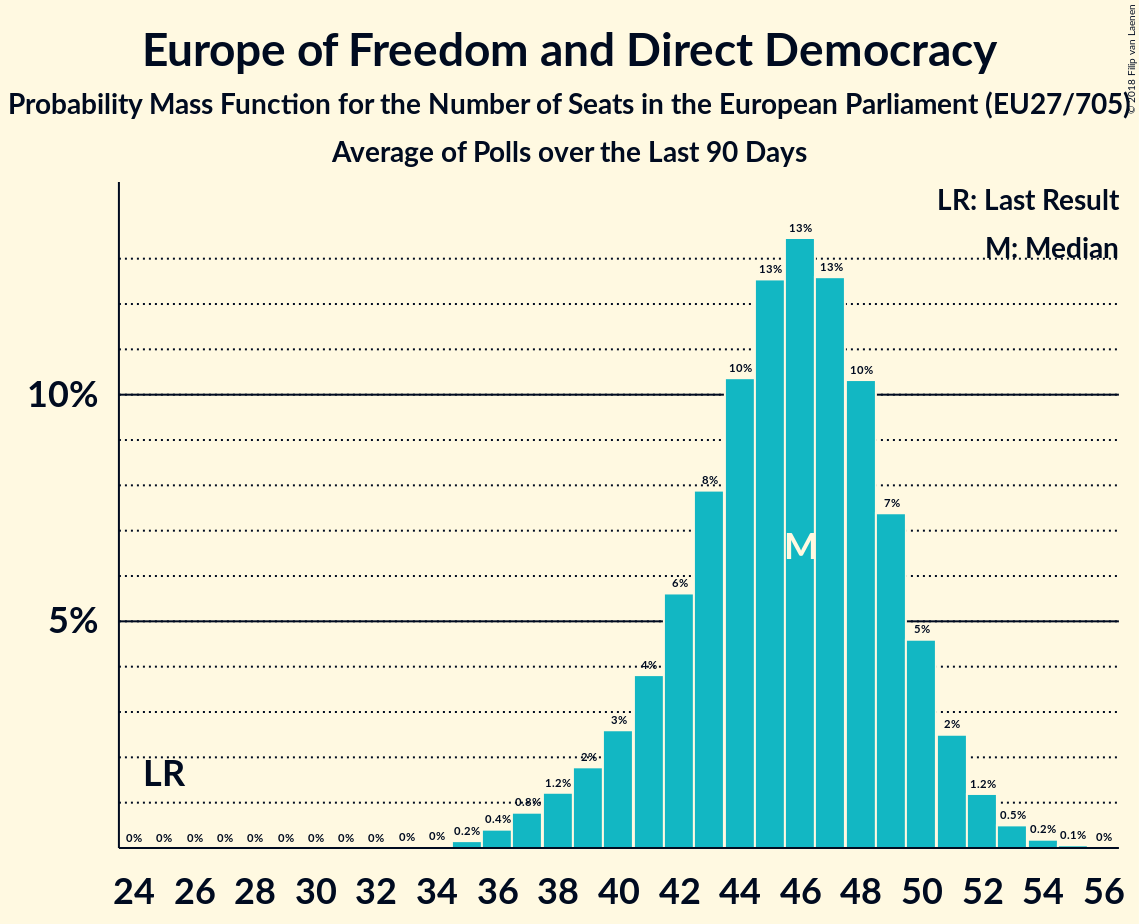 Europe of Freedom and Direct Democracy
Probability Mass Function for the Number of Seats in the European Parliament (EU27/705)
Average of Polls over the Last 90 Days
© 2018 Filip van Laenen
LR: Last Result
M: Median
10%
5%
LR
M
0% 0% 0% 0% 0% 0% 0% 0% 0% 0% 0% 0.2% 0.4% 0.8% 1.2% 2% 3% 4% 6% 8% 10% 13% 13% 13% 10% 7% 5% 2% 1.2% 0.5% 0.2% 0.1% 0%
24 26 28 30 32 34 36 38 40 42 44 46 48 50 52 54 56